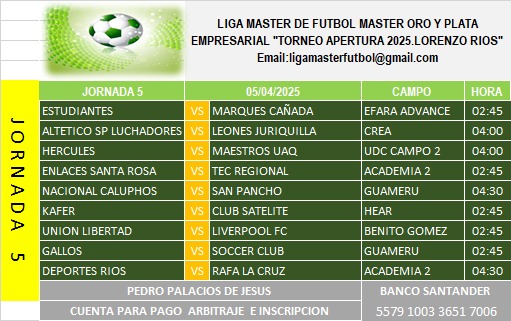 LIGA MASTER DE FUTBOL MASTER ORO Y PLATA
EMPRESARIAL "TORNEO APERTURA 2025.LORENZO RIOS"
Email:ligamasterfutbol@gmail.com
JORNADA 5
JORNADA 5 05/04/2025 CAMPO HORA
ESTUDIANTES VS MARQUES CAÑADA EFARA ADVANCE 02:45
ALTETICO SP LUCHADORES VS LEONES JURIQUILLA CREA 04:00
HERCULES VS MAESTROS UAQ UDC CAMPO 2 04:00
ENLACES SANTA ROSA VS TEC REGIONAL ACADEMIA 2 02:45
NACIONAL CALUPHOS VS SAN PANCHO GUAMERU 04:30
KAFER VS CLUB SATELITE HEAR 02:45
UNION LIBERTAD VS LIVERPOOL FC BENITO GOMEZ 02:45
GALLOS VS SOCCER CLUB GUAMERU 02:45
DEPORTES RIOS VS RAFA LA CRUZ ACADEMIA 2 04:30
PEDRO PALACIOS DE JESUS BANCO SANTANDER
CUENTA PARA PAGO ARBITRAJE E INSCRIPCION 5579 1003 3651 7006